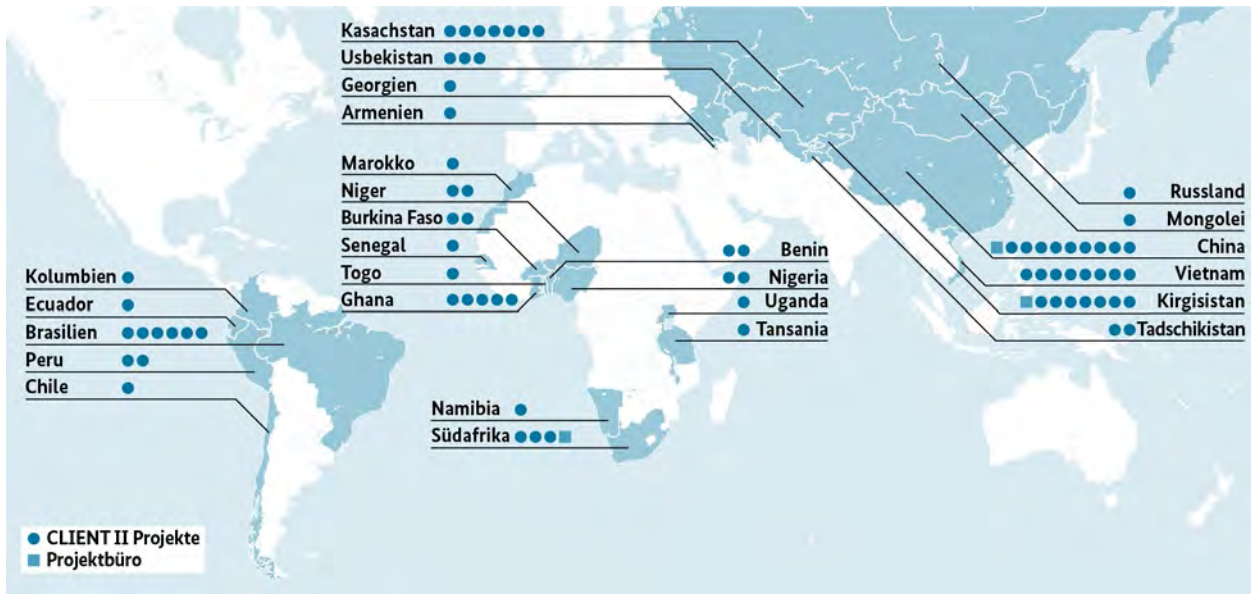 Kasachstan
Usbekistan
Georgien
Armenien
Marokko
Niger
Burkina Faso
Senegal
Togo
Ghana
Benin
Nigeria
Uganda
Tansania
Russland
Mongolei
China
Vietnam
Kirgisistan
Tadschikistan
Kolumbien
Ecuador
Brasilien
Peru
Chile
Namibia
Südafrika
CLIENT II Projekte
Projektbüro